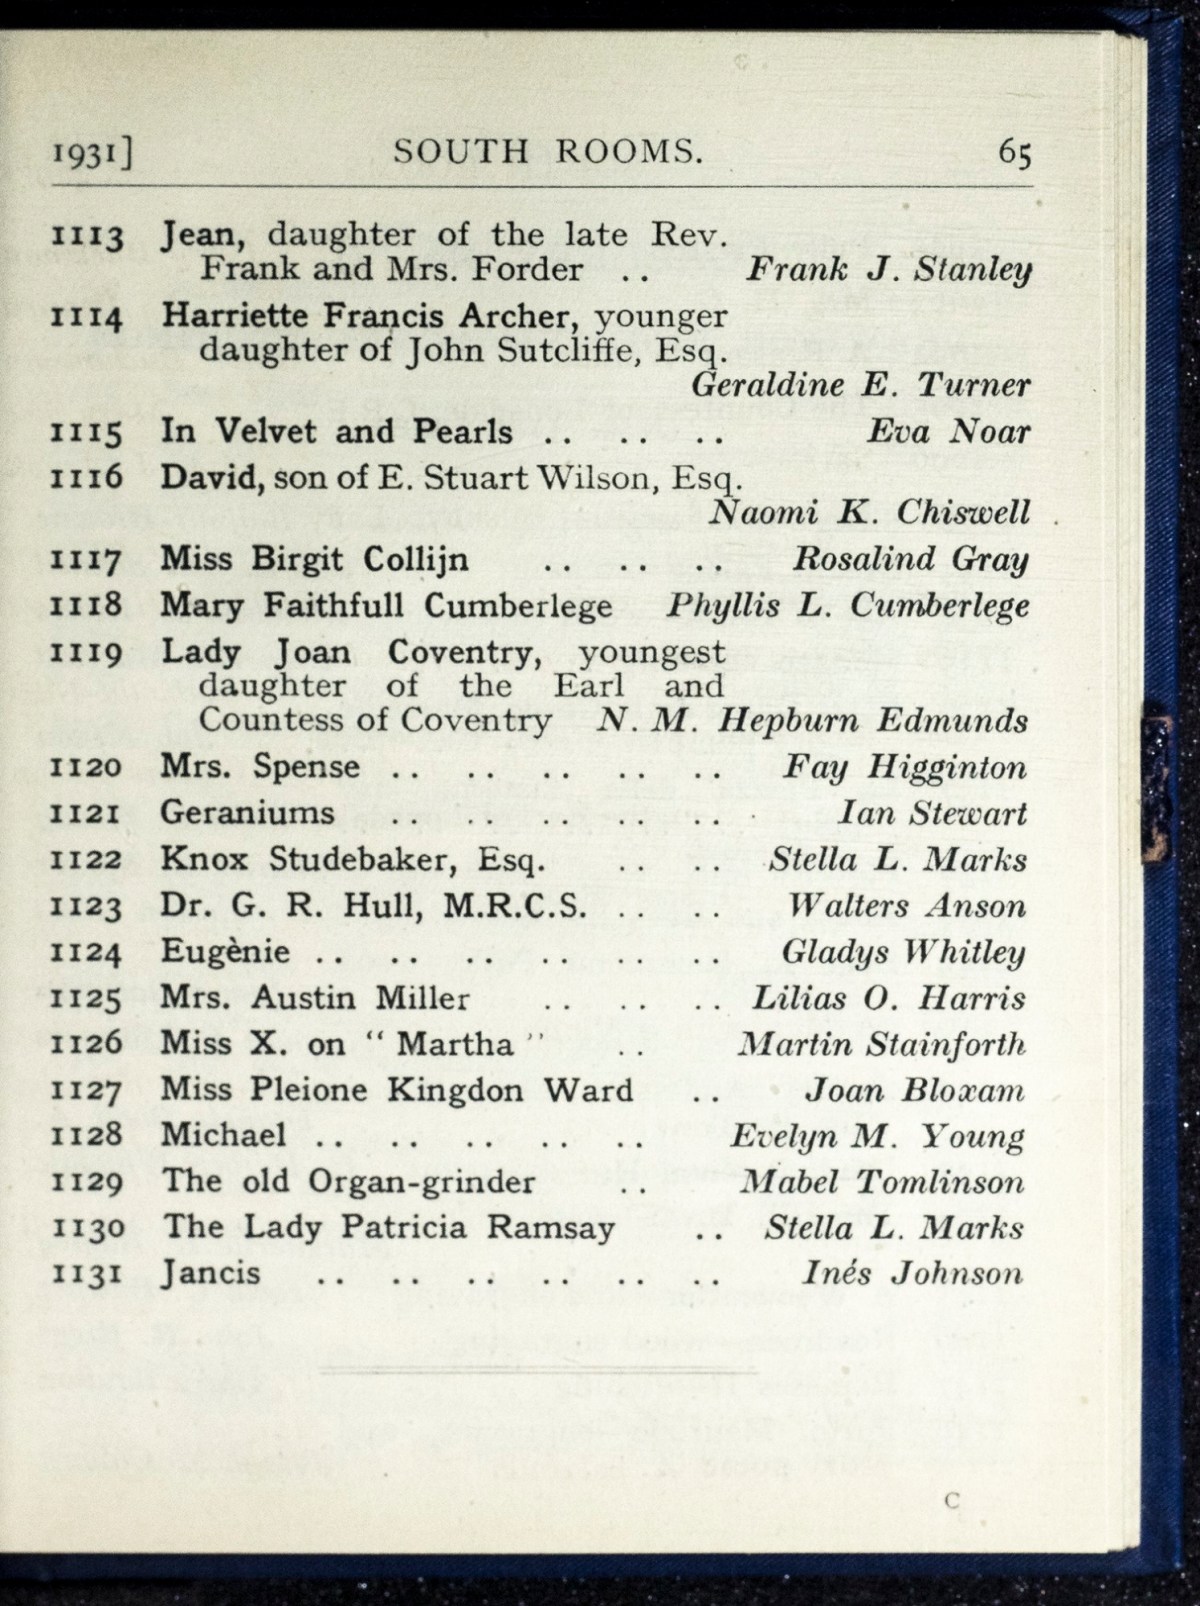 1931] SOUTH ROOMS. 65
1113 Jean, daughter of the late Rev.
Frank and Mrs. Forder .. Frank J. Stanley
1114 Harriette Francis Archer, younger
daughter of John Sutcliffe, Esq.
Geraldine E. Turner
1115 In Velvet and Pearls .. .. .. Eva Noar
1116 David, son of E. Stuart Wilson, Esq.
Naomi K. Chiswell
1117 Miss Birgit Collijn .. .. .. Rosalind Gray
1118 Mary Faithfull Cumberlege Phyllis L. Cumberlege
1119 Lady Joan Coventry, youngest
daughter of the Earl and
Countess of Coventry N. M. Hepburn Edmunds
1120 Mrs. Spense .. .. .. .. .. Fay Higginton
1121 Geraniums .. .. .. .. .. Ian Stewart
1122 Knox Studebaker, Esq. .. .. Stella L. Marks
1123 Dr. G. R. Hull, M.R.C.S. .. .. Walters Anson
1124 Eugènie .. .. .. .. .. .. Gladys Whitley
1125 Mrs. Austin Miller .. .. .. Lilias O. Harris
1126 Miss X. on “ Martha ” .. Martin Stainforth
1127 Miss Pleione Kingdon Ward .. Joan Bloxam
1128 Michael .. .. .. .. .. Evelyn M. Young
1129 The old Organ-grinder .. Mabel Tomlinson
1130 The Lady Patricia Ramsay .. Stella L. Marks
1131 Jancis .. .. .. .. .. .. Inés Johnson
C